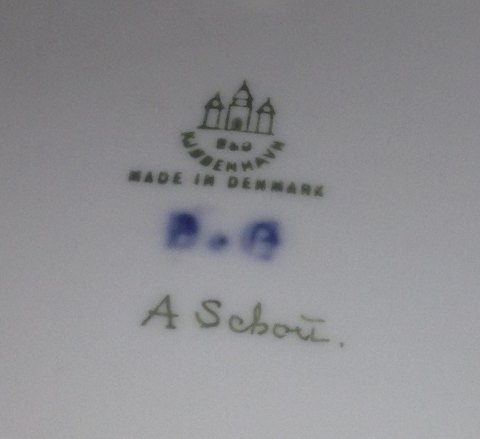 B&G
KJØBENHAVN
MADE IN DENMARK
B&G
A Schou.